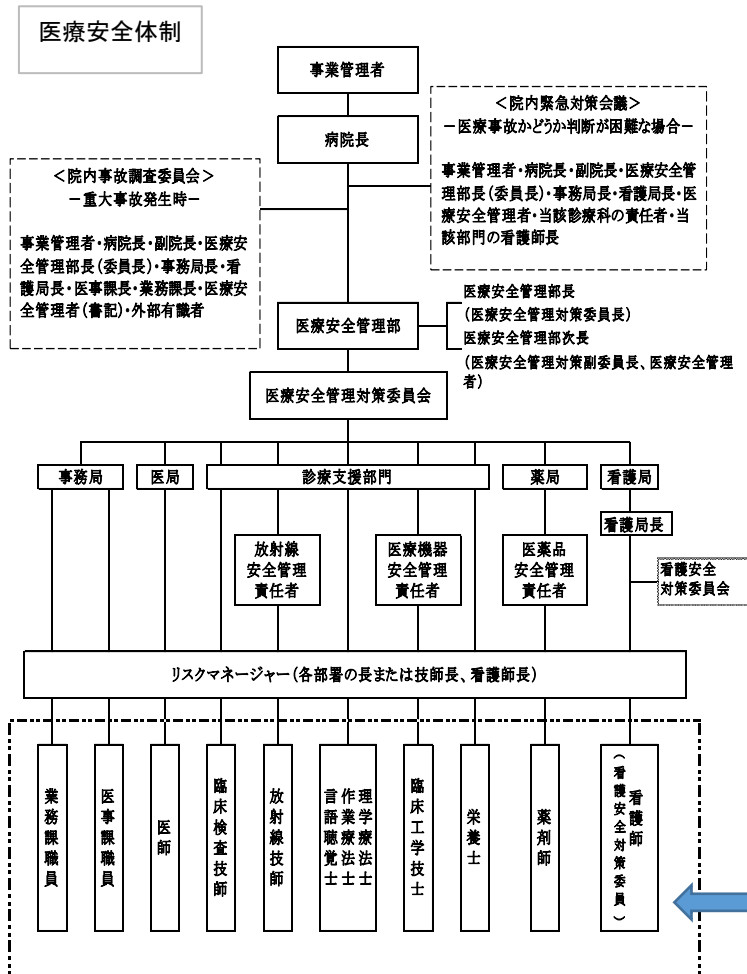 医療安全体制
事業管理者
病院長
＜院内緊急対策会議＞
－医療事故かどうか判断が困難な場合－
事業管理者・病院長・副院長・医療安全管
理部長(委員長)・事務局長・看護局長・医
療安全管理者・当該診療科の責任者・当
該部門の看護師長
＜院内事故調査委員会＞
－重大事故発生時－
事業管理者・病院長・副院長・医療安
全管理部長(委員長)・事務局長・看
護局長・医事課長・業務課長・医療安
全管理者(書記)・外部有識者
医療安全管理部
医療安全管理部長
(医療安全管理対策委員長)
医療安全管理部次長
(医療安全管理対策副委員長、医療安全管理
者)
医療安全管理対策委員会
事務局
医局
診療支援部門
薬局
看護局
看護局長
放射線
安全管理
責任者
医療機器
安全管理
責任者
医薬品
安全管理
責任者
看護安全
対策委員会
リスクマネージャー(各部署の長または技師長、看護師長)
業務課職員
医事課職員
医師
臨床検査技師
放射線技師
理学療法士
作業療法士
言語聴覚士
臨床工学技士
栄養士
薬剤師
看護師
(看護安全対策委員)